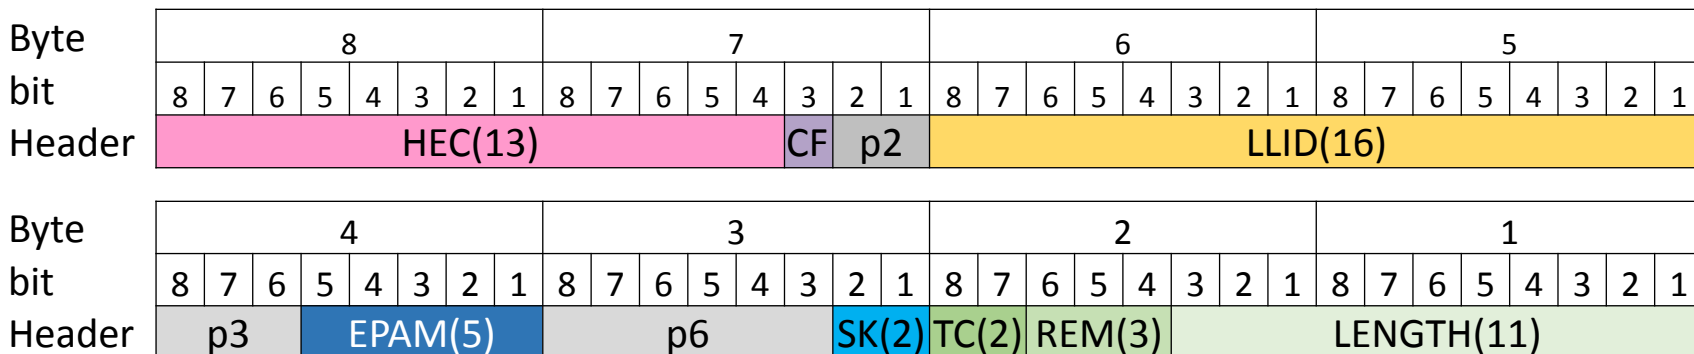 Byte 8 7 6 5
bit 8 7 6 5 4 3 2 1 8 7 6 5 4 3 2 1 8 7 6 5 4 3 2 1 8 7 6 5 4 3 2 1
Header HEC(13) CF p2 LLID(16)
Byte 4 3 2 1
bit 8 7 6 5 4 3 2 1 8 7 6 5 4 3 2 1 8 7 6 5 4 3 2 1 8 7 6 5 4 3 2 1
Header p3 EPAM(5) p6 SK(2) TC(2) REM(3) LENGTH(11)